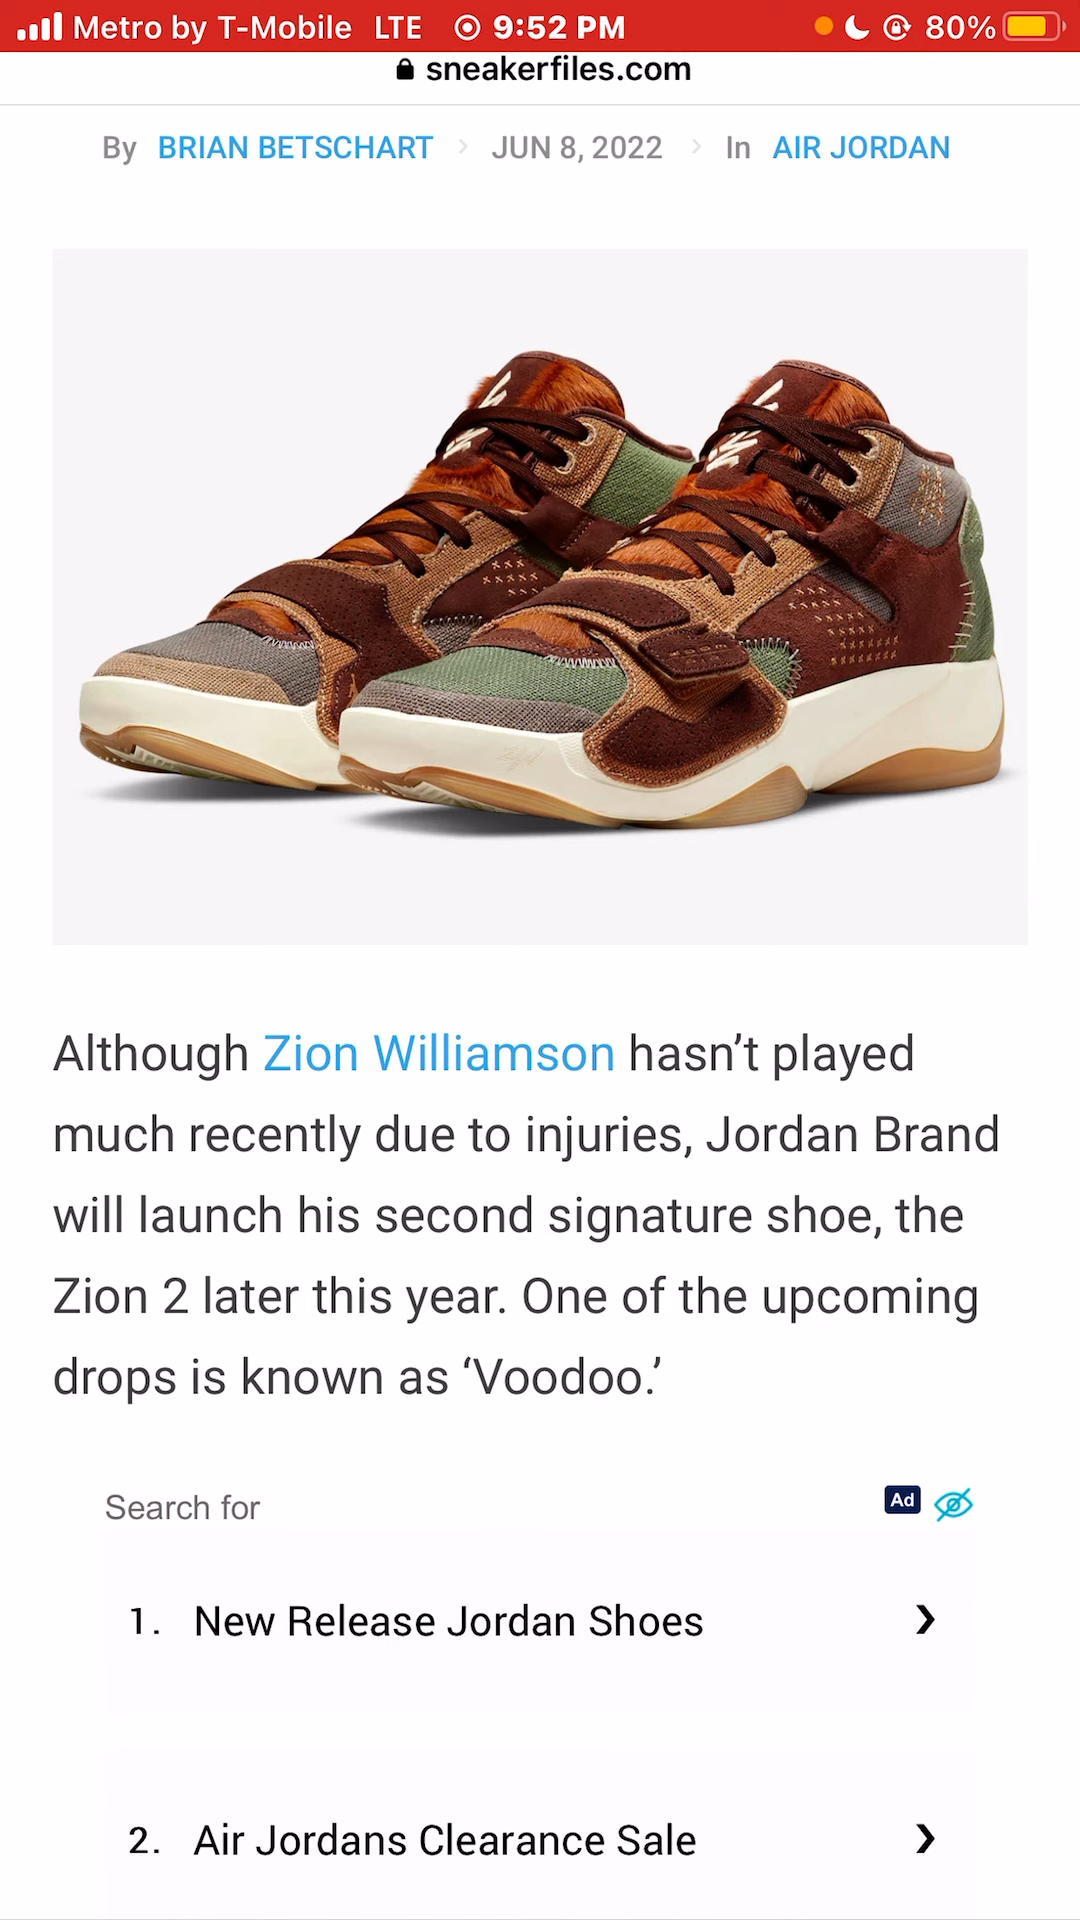 Metro by T-Mobile LTE 9:52 PM 80%
sneakerfiles.com
By BRIAN BETSCHART > JUN 8, 2022 > In AIR JORDAN
Although Zion Williamson hasn’t played
much recently due to injuries, Jordan Brand
will launch his second signature shoe, the
Zion 2 later this year. One of the upcoming
drops is known as ‘Voodoo.’
Search for Ad
1. New Release Jordan Shoes
2. Air Jordans Clearance Sale